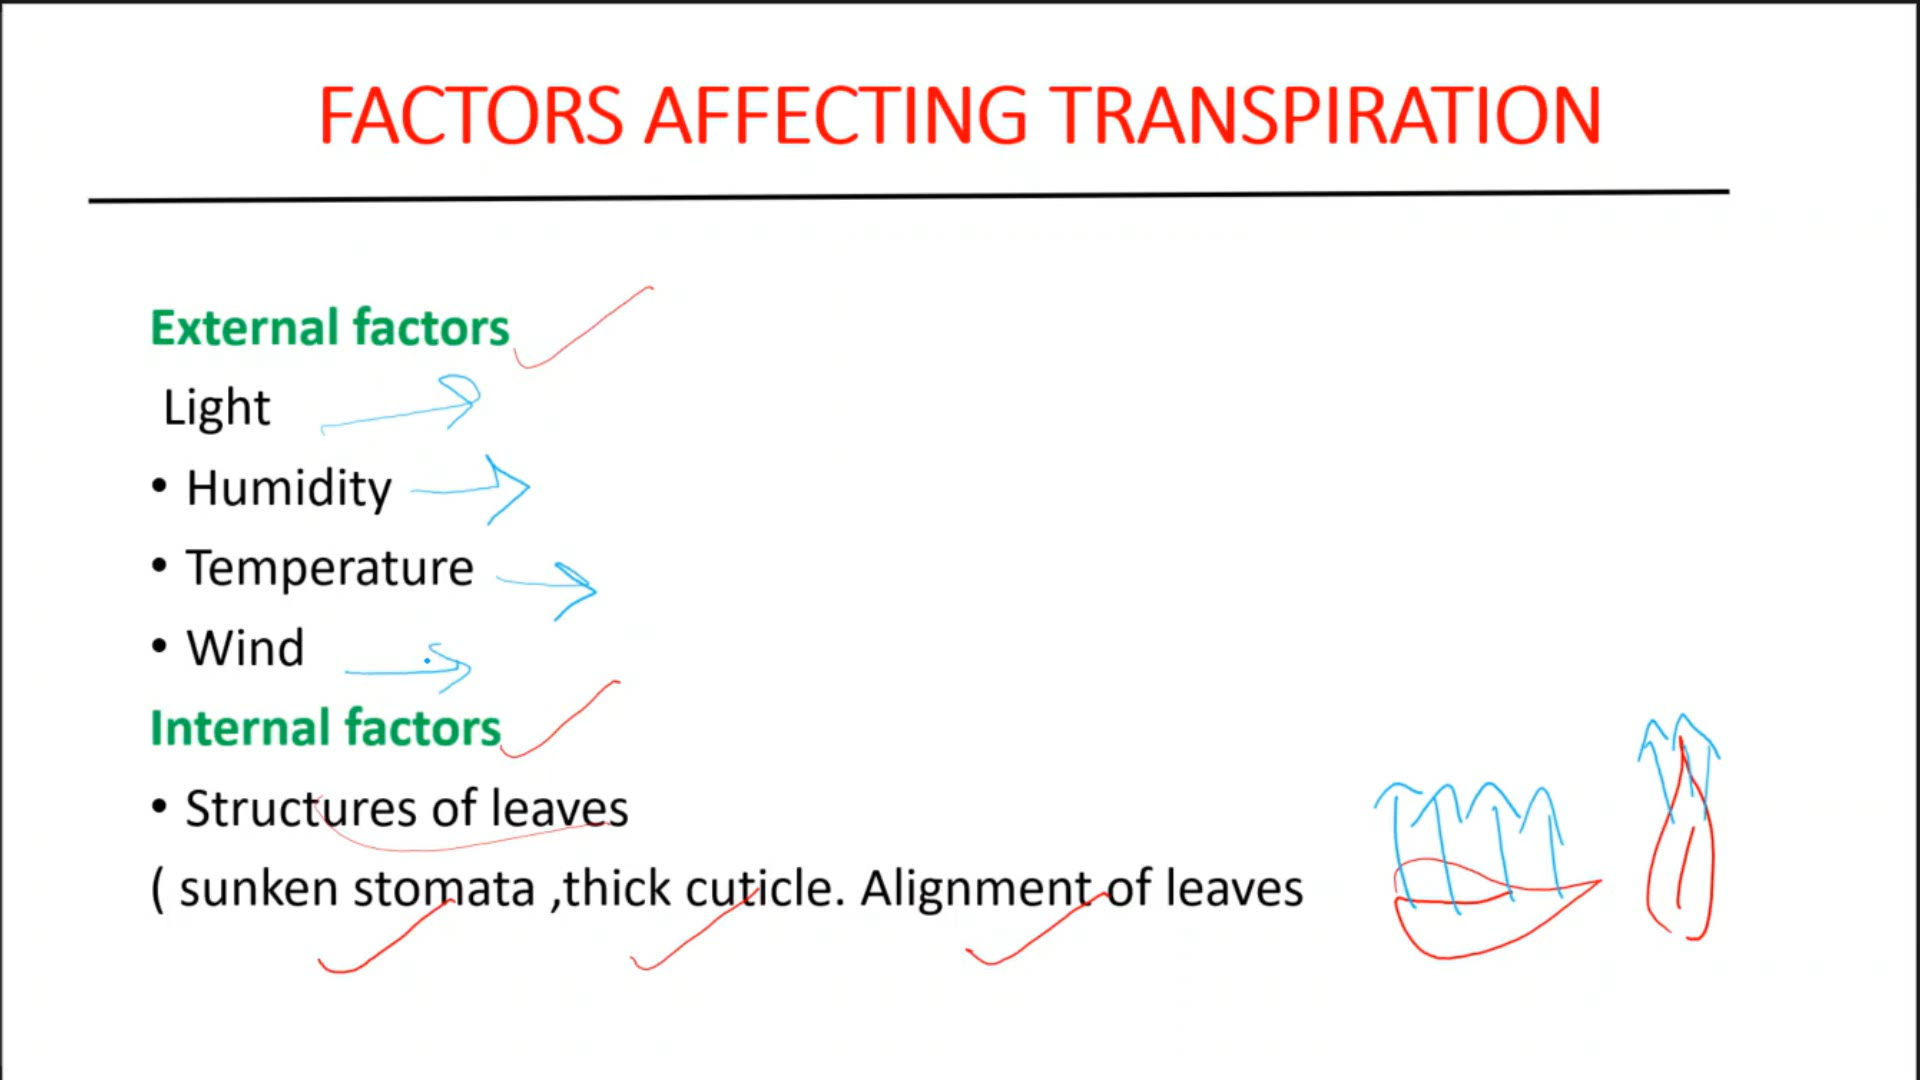 FACTORS AFFECTING TRANSPIRATION
External factors
Light
• Humidity
• Temperature
• Wind
Internal factors
• Structures of leaves
( sunken stomata ,thick cuticle. Alignment of leaves